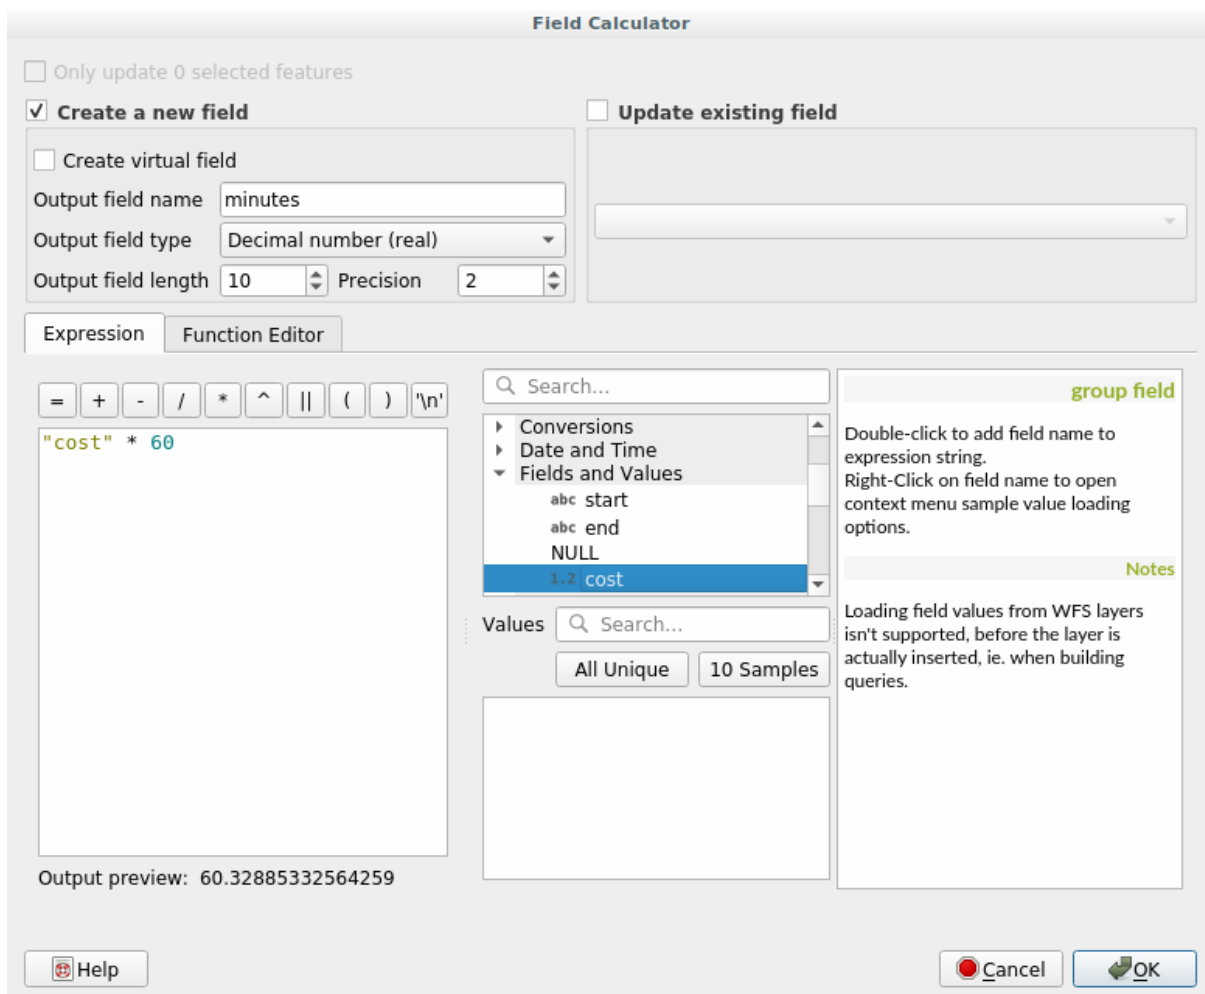 Field Calculator
Only update 0 selected features
Create a new field
Update existing field
Create virtual field
Output field name minutes
Output field type Decimal number (real)
Output field length 10 Precision 2
Expression Function Editor
= + - / * ^ || ( ) '\n'
"cost" * 60
Output preview: 60.32885332564259
Search...
Conversions
Date and Time
Fields and Values
abc start
abc end
NULL
1.2 cost
Values Search...
All Unique 10 Samples
group field
Double-click to add field name to
expression string.
Right-Click on field name to open
context menu sample value loading
options.
Notes
Loading field values from WFS layers
isn't supported, before the layer is
actually inserted, ie. when building
queries.
Help Cancel OK